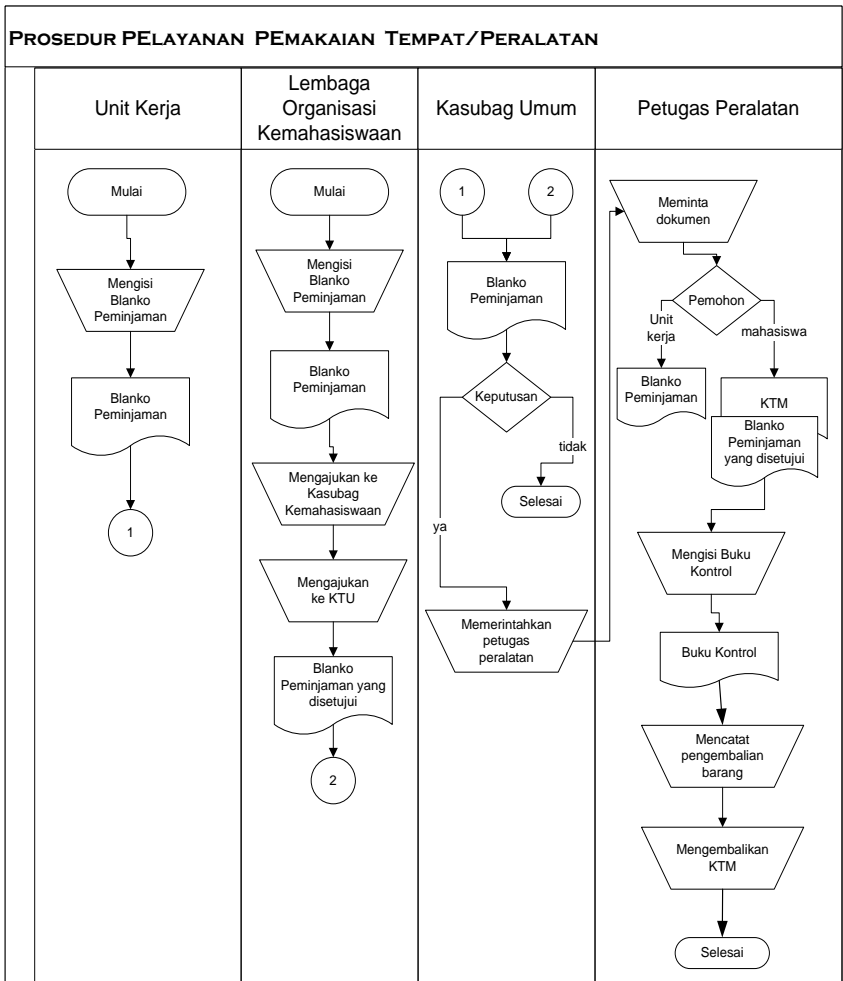 PROSEDUR PELAYANAN PEMAKAIAN TEMPAT/PERALATAN
Unit Kerja
Lembaga
Organisasi
Kemahasiswaan
Kasubag Umum
Petugas Peralatan
Mulai
Mengisi
Blanko
Peminjaman
Blanko
Peminjaman
1
Mulai
Mengisi
Blanko
Peminjaman
Blanko
Peminjaman
Mengajukan ke
Kasubag
Kemahasiswaan
Mengajukan
ke KTU
Blanko
Peminjaman yang
disetujui
2
1
2
Blanko
Peminjaman
Keputusan
tidak
Selesai
ya
Memerintahkan
petugas
peralatan
Meminta
dokumen
Pemohon
Unit
kerja
mahasiswa
Blanko
Peminjaman
KTM
Blanko
Peminjaman
yang disetujui
Mengisi Buku
Kontrol
Buku Kontrol
Mencatat
pengembalian
barang
Mengembalikan
KTM
Selesai